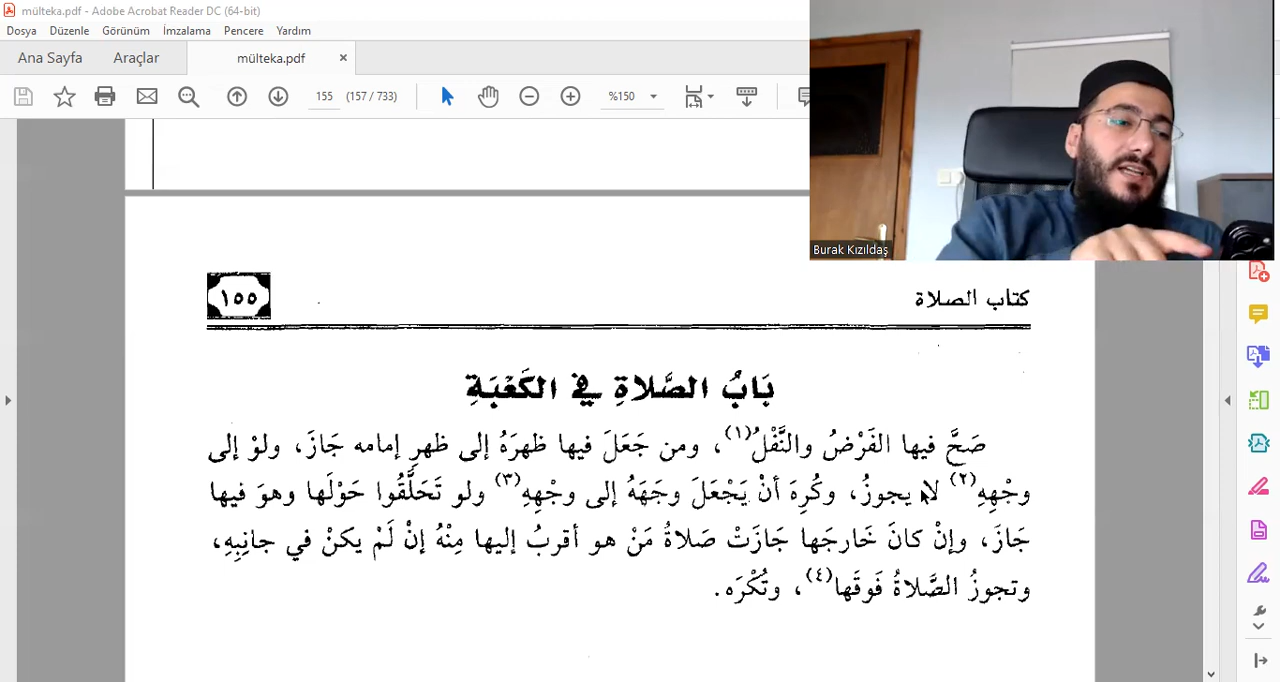 mülteka.pdf - Adobe Acrobat Reader DC (64-bit)
Dosya Düzenle Görünüm İmzalama Pencere Yardım
Ana Sayfa Araçlar mülteka.pdf ×
155 (157 / 733) %150
Burak Kızıldaş
كتاب الصلاة ١٥٥
بَابُ الصَّلاةِ في الكَعْبَةِ
صَحَّ فيها الفَرْضُ والنَّفْلُ(١)، ومن جَعَلَ فيها ظهرَهُ إلى ظهرِ إمامه جَازَ، ولوْ إلى
وجْهِهِ(٢) لا يجوزُ، وكُرِهَ أنْ يَجْعَلَ وجَهَهُ إلى وجْهِهِ(٣) ولو تَحَلَّقُوا حَوْلَها وهوَ فيها
جَازَ، وإنْ كانَ خَارجَها جَازَتْ صَلاةُ مَنْ هو أقربُ إليها مِنْهُ إنْ لَمْ يكنْ في جانِبِهِ،
وتجوزُ الصَّلاةُ فَوقَها(٤)، وتُكْرَه.